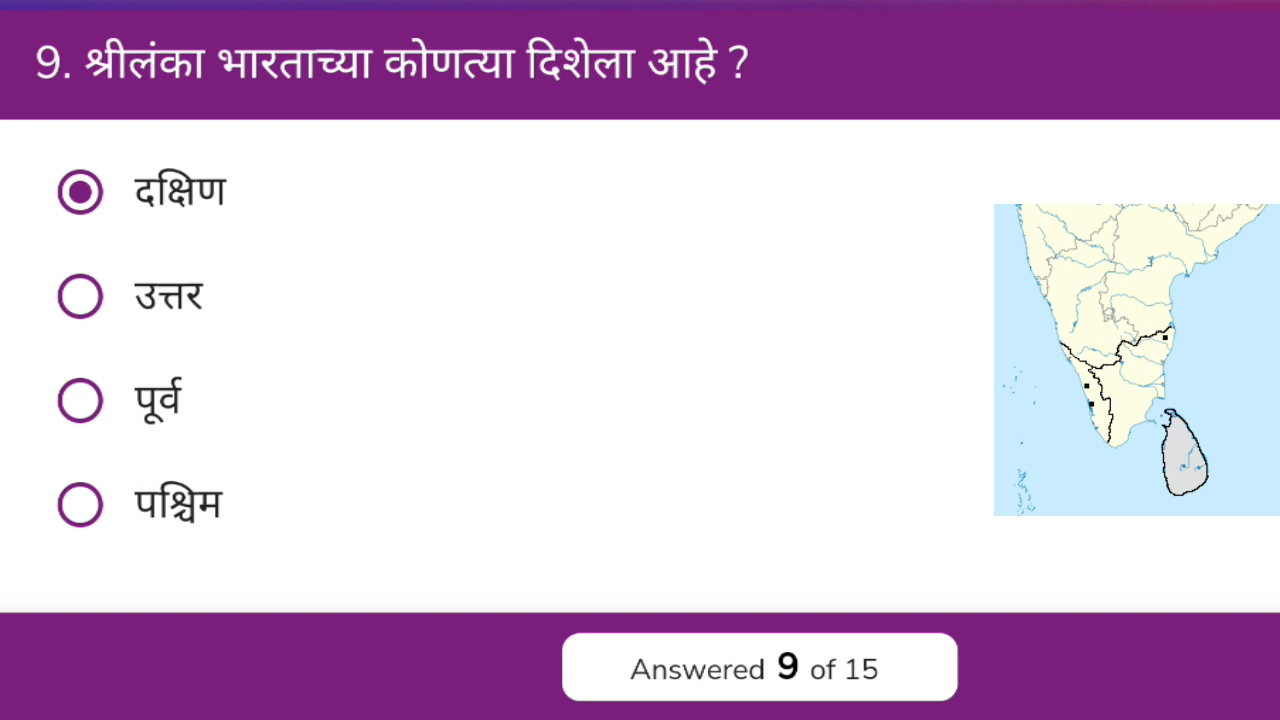 9. श्रीलंका भारताच्या कोणत्या दिशेला आहे ?
दक्षिण
उत्तर
पूर्व
पश्चिम
Answered 9 of 15